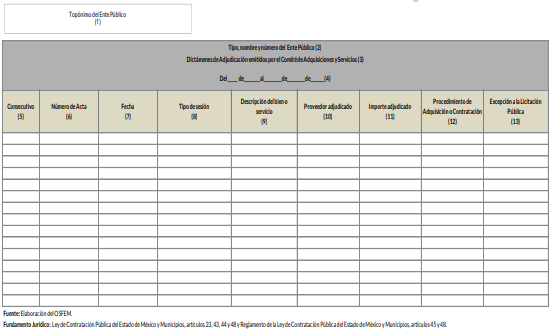 Topónimo del Ente Público
(1)
Tipo, nombre y número del Ente Público (2)
Dictámenes de Adjudicación emitidos por el Comité de Adquisiciones y Servicios (3)
Del ____ de ______ al ______ de ______ de _____ (4)
Consecutivo
(5)
Número de Acta
(6)
Fecha
(7)
Tipo de sesión
(8)
Descripción del bien o
servicio
(9)
Proveedor adjudicado
(10)
Importe adjudicado
(11)
Procedimiento de
Adquisición o Contratación
(12)
Excepción a la Licitación
Pública
(13)
Fuente: Elaboración del OSFEM.
Fundamento Jurídico: Ley de Contratación Pública del Estado de México y Municipios, artículos 23, 43, 44 y 48 y Reglamento de la Ley de Contratación Pública del Estado de México y Municipios, artículos 45 y 48.